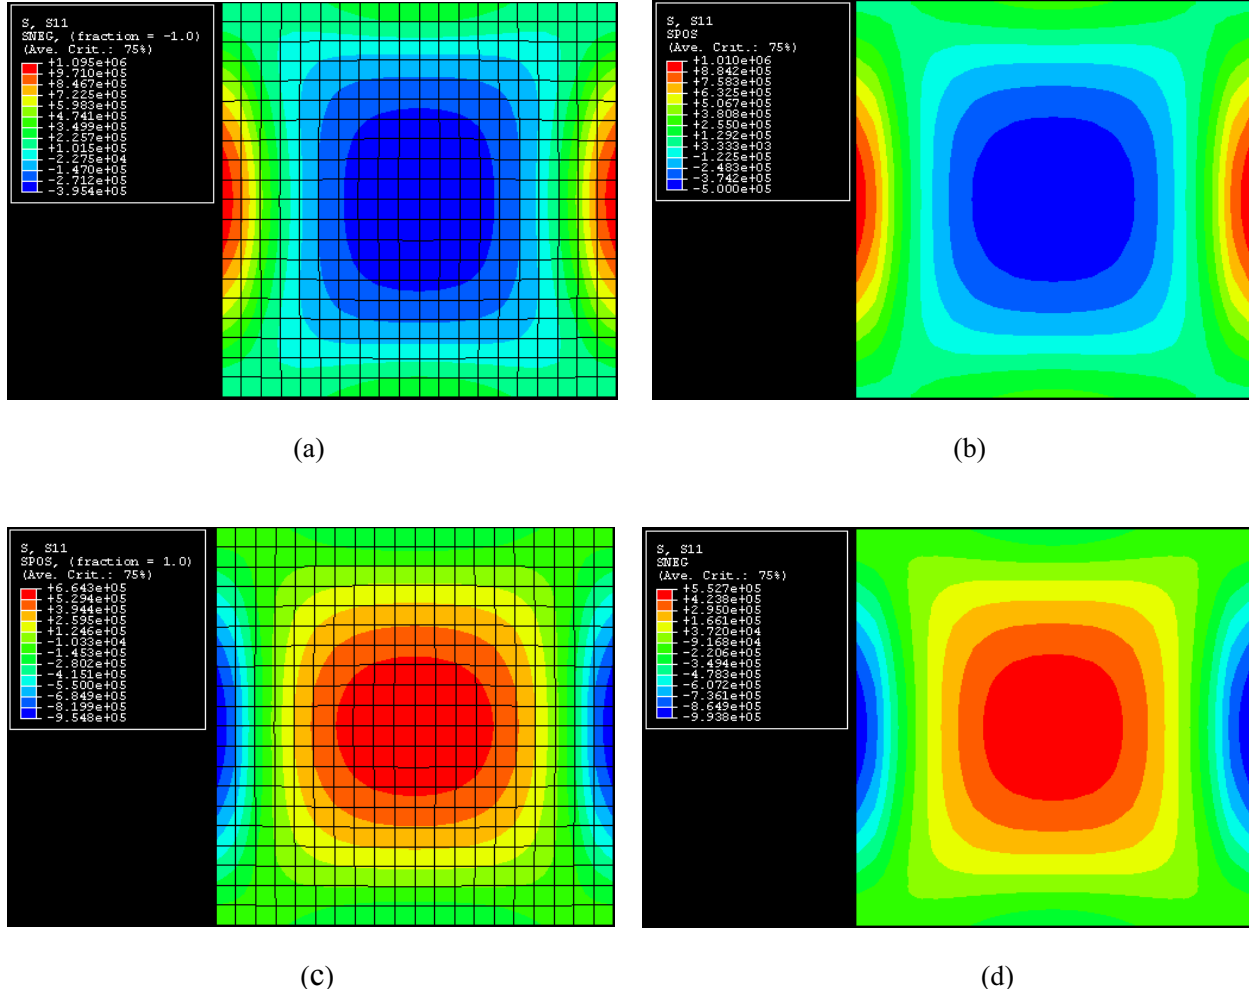 S, S11
SNEG, (fraction = -1.0)
(Ave. Crit.: 75%)
+1.095e+06
+9.710e+05
+8.467e+05
+7.225e+05
+5.983e+05
+4.741e+05
+3.499e+05
+2.257e+05
+1.015e+05
-2.275e+04
-1.470e+05
-2.712e+05
-3.954e+05
(a)
S, S11
SPOS
(Ave. Crit.: 75%)
+1.010e+06
+8.842e+05
+7.583e+05
+6.325e+05
+5.067e+05
+3.808e+05
+2.550e+05
+1.292e+05
+3.333e+03
-1.225e+05
-2.483e+05
-3.742e+05
-5.000e+05
(b)
S, S11
SPOS, (fraction = 1.0)
(Ave. Crit.: 75%)
+6.643e+05
+5.294e+05
+3.944e+05
+2.595e+05
+1.246e+05
-1.033e+04
-1.453e+05
-2.802e+05
-4.151e+05
-5.500e+05
-6.849e+05
-8.199e+05
-9.548e+05
(c)
S, S11
SNEG
(Ave. Crit.: 75%)
+5.527e+05
+4.238e+05
+2.950e+05
+1.661e+05
+3.720e+04
-9.168e+04
-2.206e+05
-3.494e+05
-4.783e+05
-6.072e+05
-7.361e+05
-8.649e+05
-9.938e+05
(d)